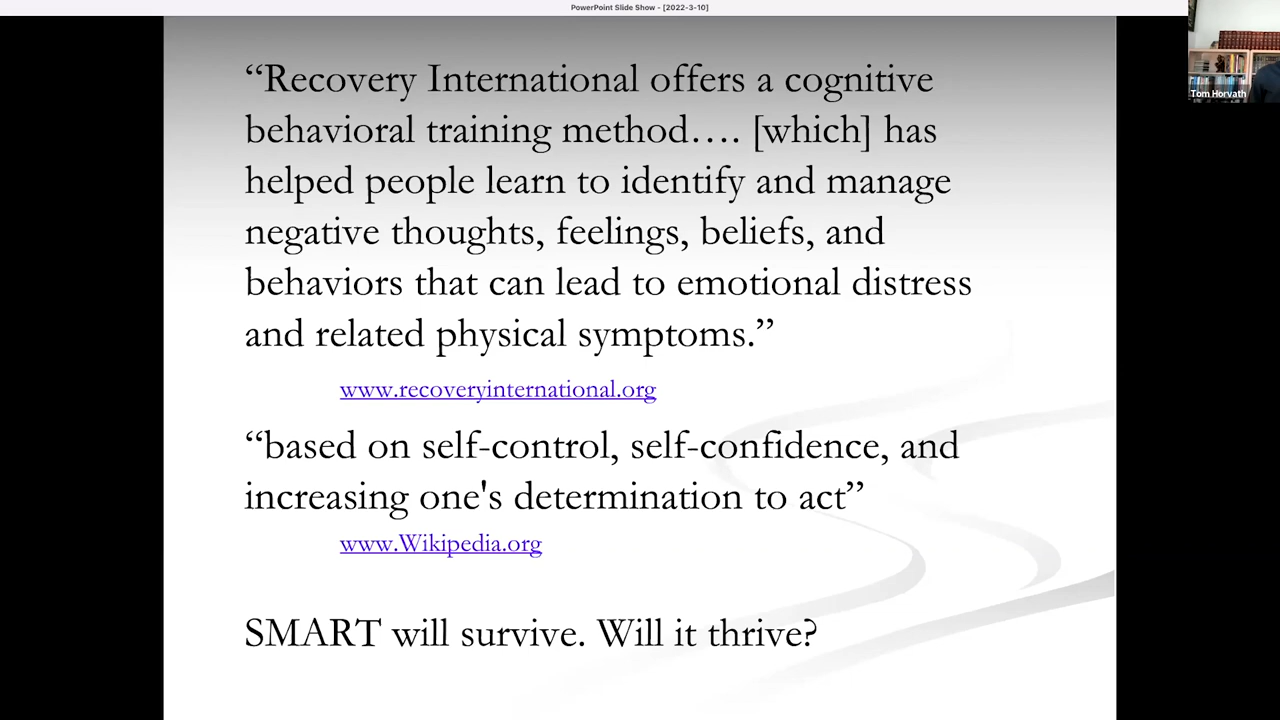 PowerPoint Slide Show - [2022-3-10]
“Recovery International offers a cognitive
behavioral training method…. [which] has
helped people learn to identify and manage
negative thoughts, feelings, beliefs, and
behaviors that can lead to emotional distress
and related physical symptoms.”
www.recoveryinternational.org
“based on self-control, self-confidence, and
increasing one's determination to act”
www.Wikipedia.org
SMART will survive. Will it thrive?
Tom Horvath